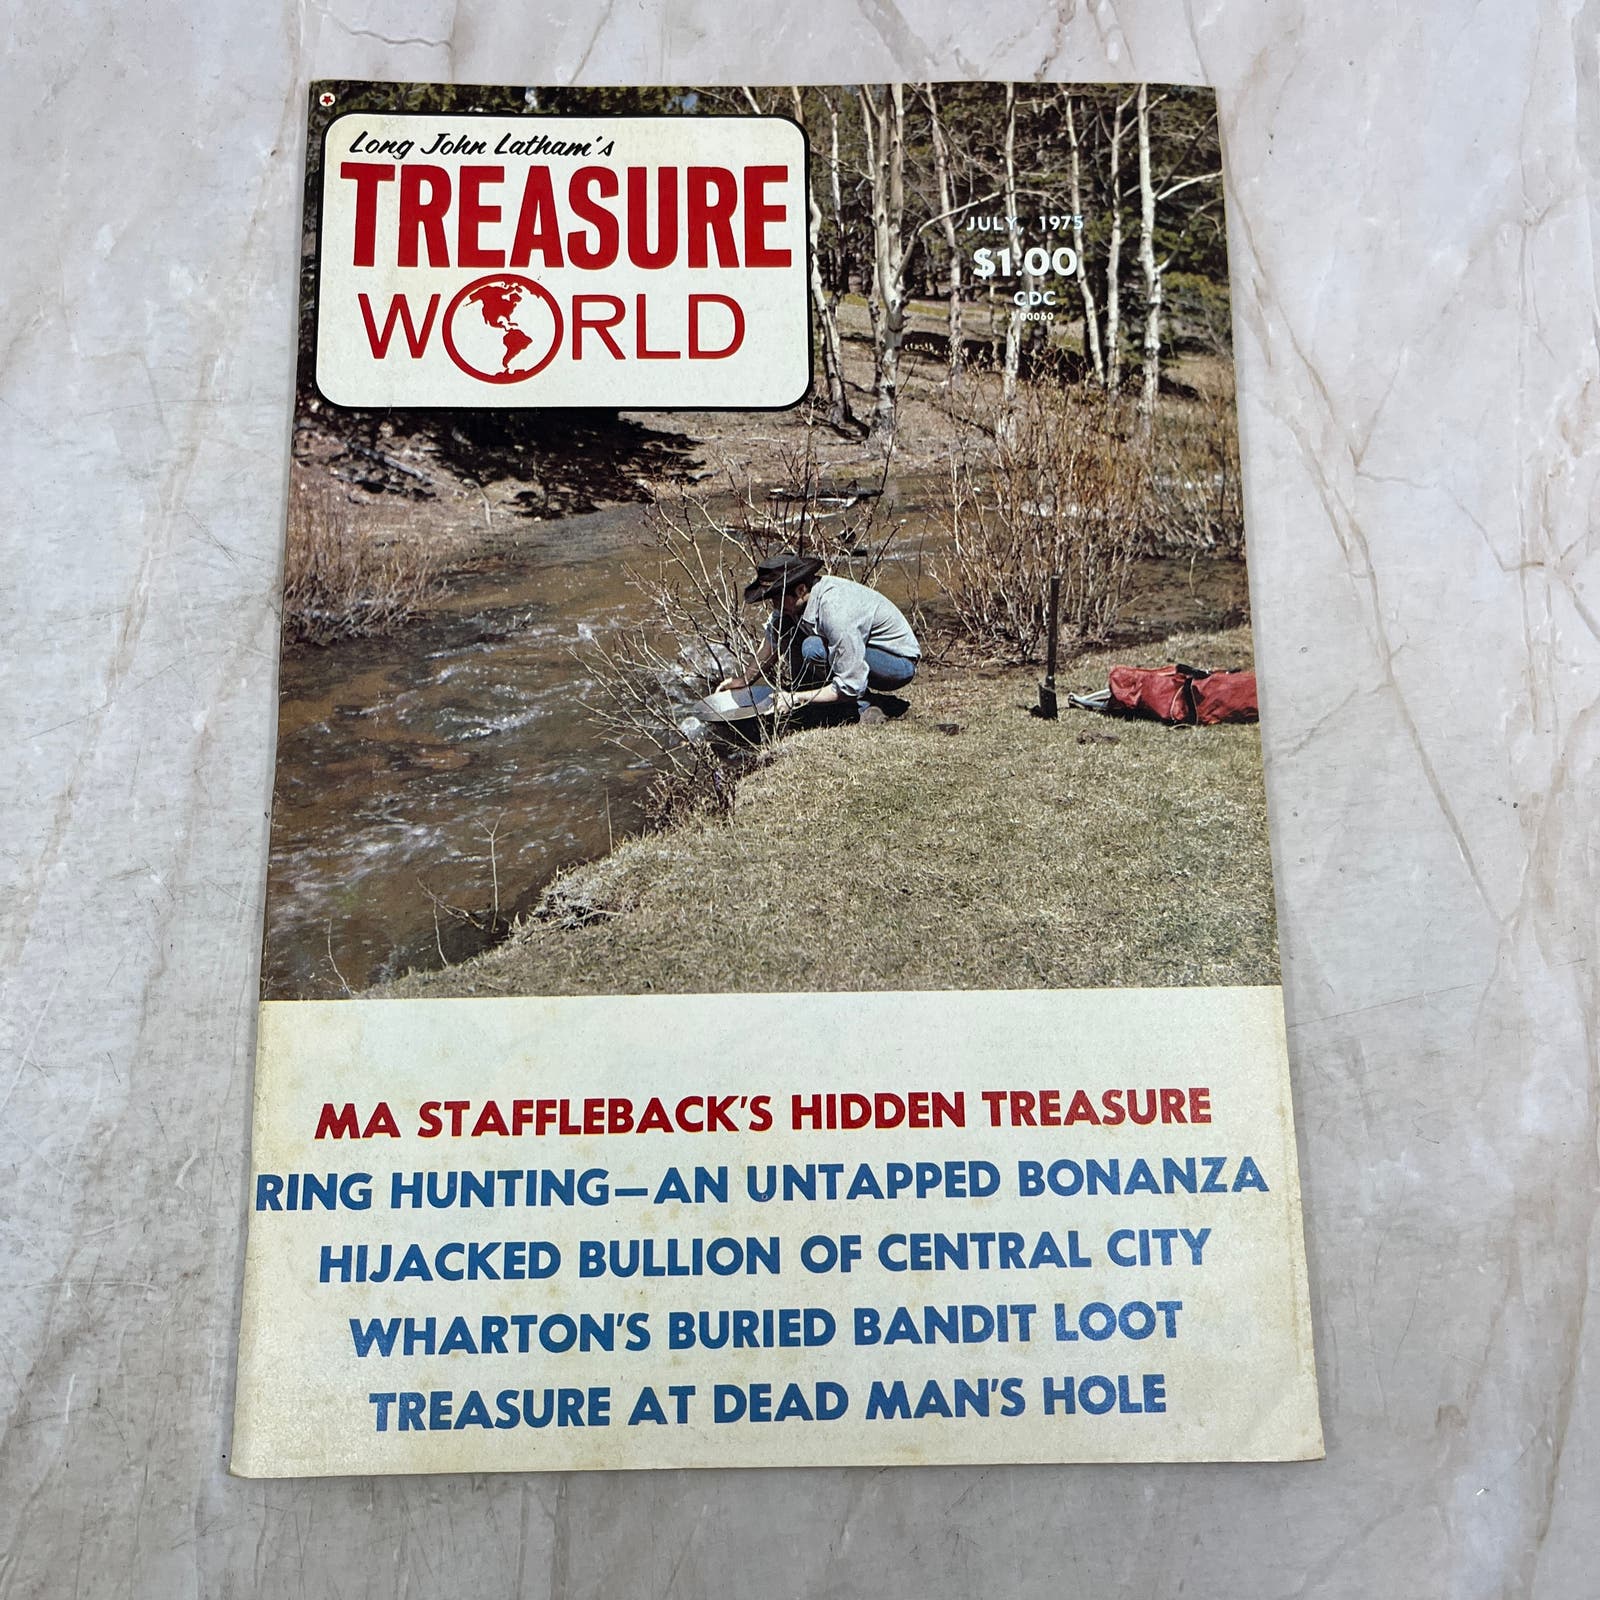 Long John Latham's
TREASURE
WORLD
JULY, 1975
$1.00
CDC
00060
MA STAFFLEBACK'S HIDDEN TREASURE
RING HUNTING—AN UNTAPPED BONANZA
HIJACKED BULLION OF CENTRAL CITY
WHARTON'S BURIED BANDIT LOOT
TREASURE AT DEAD MAN'S HOLE